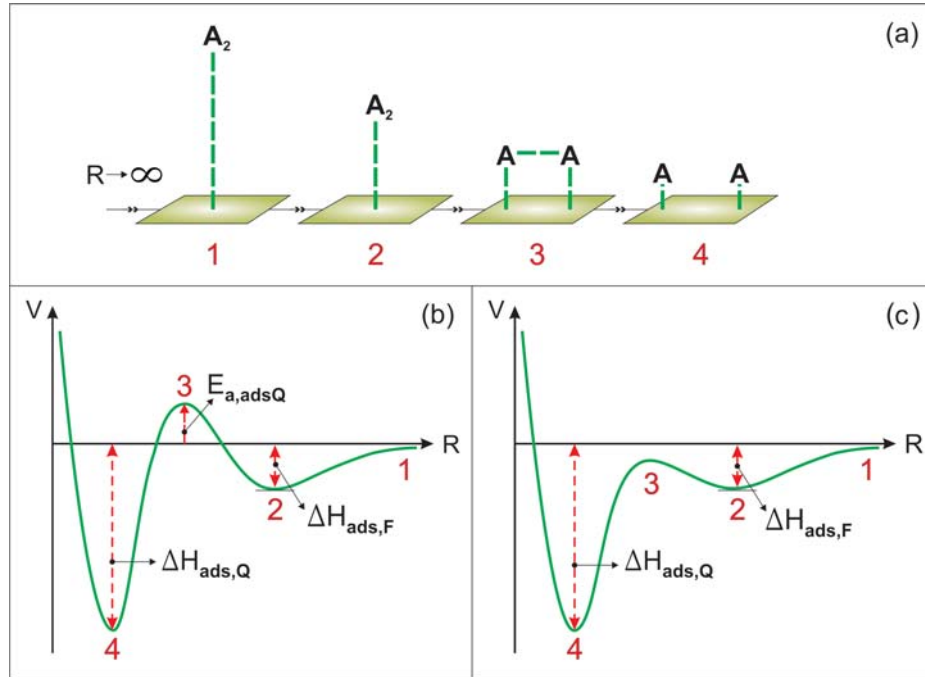 (a)
A₂
A₂
A A
A A
R→∞
1 2 3 4
V (b)
3 Eₐ,adsQ
R
1
2
ΔHads,F
ΔHads,Q
4
V (c)
R
3
1
2
ΔHads,F
ΔHads,Q
4